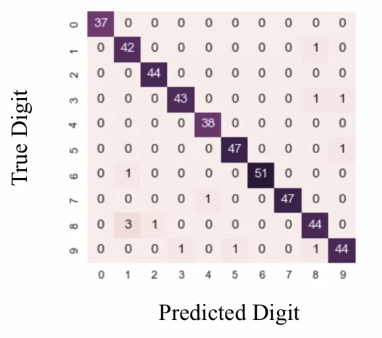 True Digit
0 37 0 0 0 0 0 0 0 0 0
1 0 42 0 0 0 0 0 0 1 0
2 0 0 44 0 0 0 0 0 0 0
3 0 0 0 43 0 0 0 0 1 1
4 0 0 0 0 38 0 0 0 0 0
5 0 0 0 0 0 47 0 0 0 1
6 0 1 0 0 0 0 51 0 0 0
7 0 0 0 0 1 0 0 47 0 0
8 0 3 1 0 0 0 0 0 44 0
9 0 0 0 1 0 1 0 0 1 44
0 1 2 3 4 5 6 7 8 9
Predicted Digit